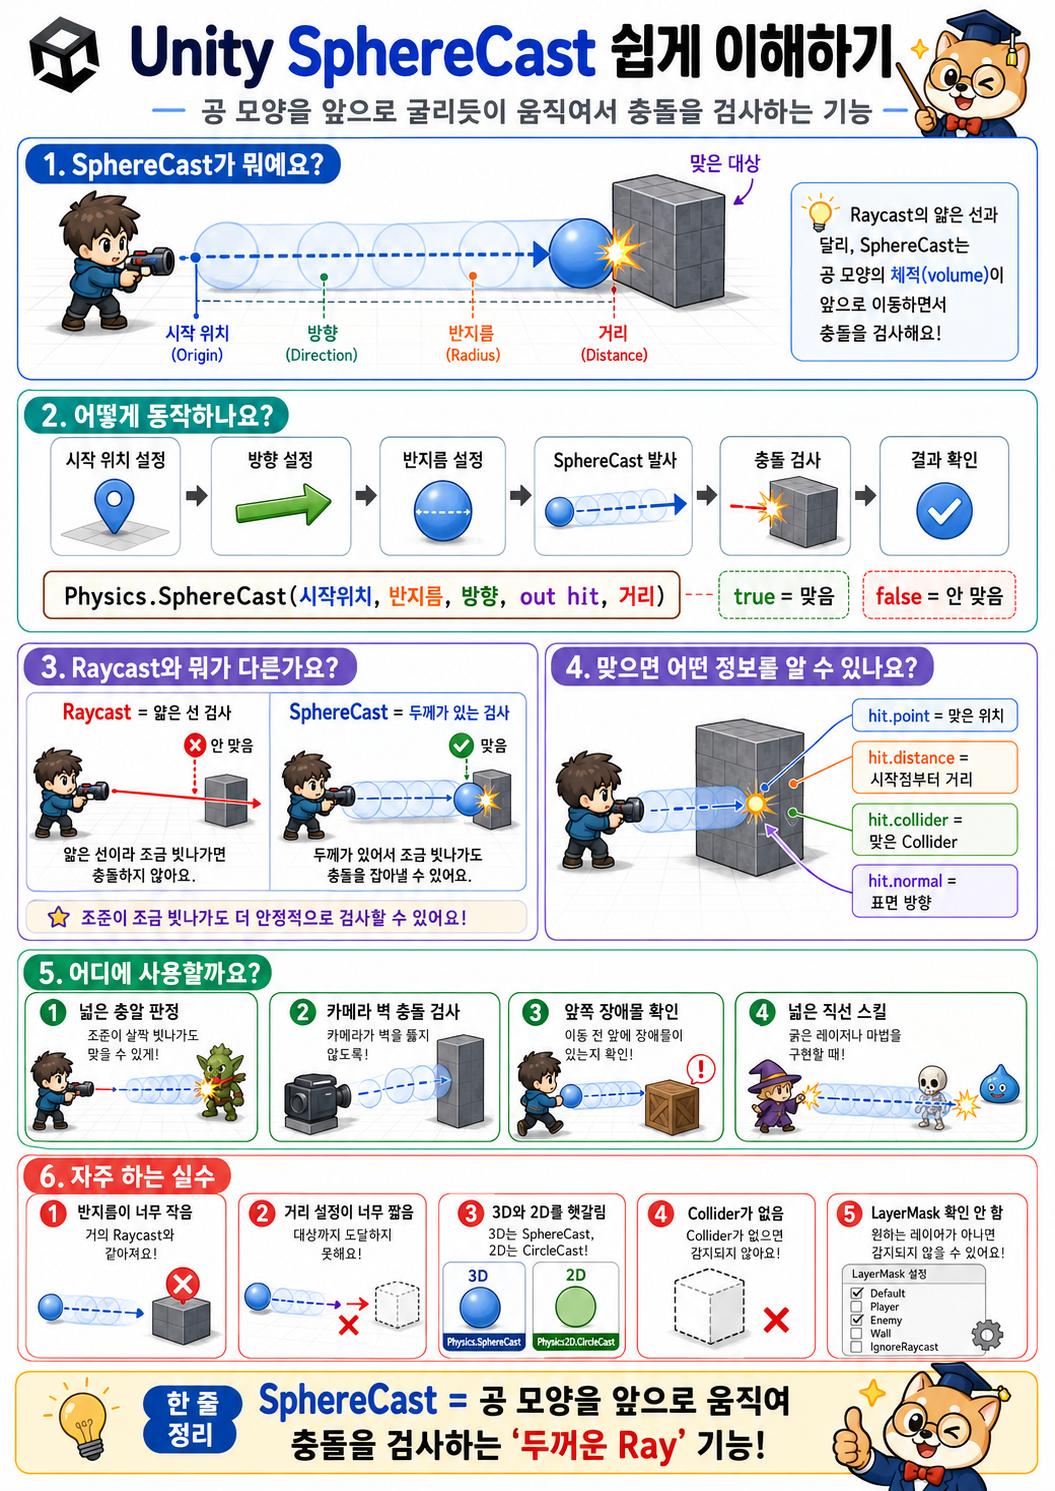 Unity SphereCast 쉽게 이해하기
공 모양을 앞으로 굴리듯이 움직여서 충돌을 검사하는 기능
1. SphereCast가 뭐예요?
맞은 대상
시작 위치
(Origin)
방향
(Direction)
반지름
(Radius)
거리
(Distance)
Raycast의 얇은 선과
달리, SphereCast는
공 모양의 체적(volume)이
앞으로 이동하면서
충돌을 검사해요!
2. 어떻게 동작하나요?
시작 위치 설정
방향 설정
반지름 설정
SphereCast 발사
충돌 검사
결과 확인
Physics.SphereCast(시작위치, 반지름, 방향, out hit, 거리)
true = 맞음
false = 안 맞음
3. Raycast와 뭐가 다른가요?
Raycast = 얇은 선 검사
안 맞음
얇은 선이라 조금 빗나가면
충돌하지 않아요.
SphereCast = 두께가 있는 검사
맞음
두께가 있어서 조금 빗나가도
충돌을 잡아낼 수 있어요.
조준이 조금 빗나가도 더 안정적으로 검사할 수 있어요!
4. 맞으면 어떤 정보를 알 수 있나요?
hit.point = 맞은 위치
hit.distance =
시작점부터 거리
hit.collider =
맞은 Collider
hit.normal =
표면 방향
5. 어디에 사용할까요?
1 넓은 총알 판정
조준이 살짝 빗나가도
맞을 수 있게!
2 카메라 벽 충돌 검사
카메라가 벽을 뚫지
않도록!
3 앞쪽 장애물 확인
이동 전 앞에 장애물이
있는지 확인!
!
4 넓은 직선 스킬
굵은 레이저나 마법을
구현할 때!
6. 자주 하는 실수
1 반지름이 너무 작음
거의 Raycast와
같아져요!
2 거리 설정이 너무 짧음
대상까지 도달하지
못해요!
3 3D와 2D를 헷갈림
3D는 SphereCast,
2D는 CircleCast!
3D
Physics.SphereCast
2D
Physics2D.CircleCast
4 Collider가 없음
Collider가 없으면
감지되지 않아요!
5 LayerMask 확인 안 함
원하는 레이어가 아니면
감지되지 않을 수 있어요!
LayerMask 설정
Default
Player
Enemy
Wall
IgnoreRaycast
한 줄
정리
SphereCast = 공 모양을 앞으로 움직여
충돌을 검사하는 '두꺼운 Ray' 기능!